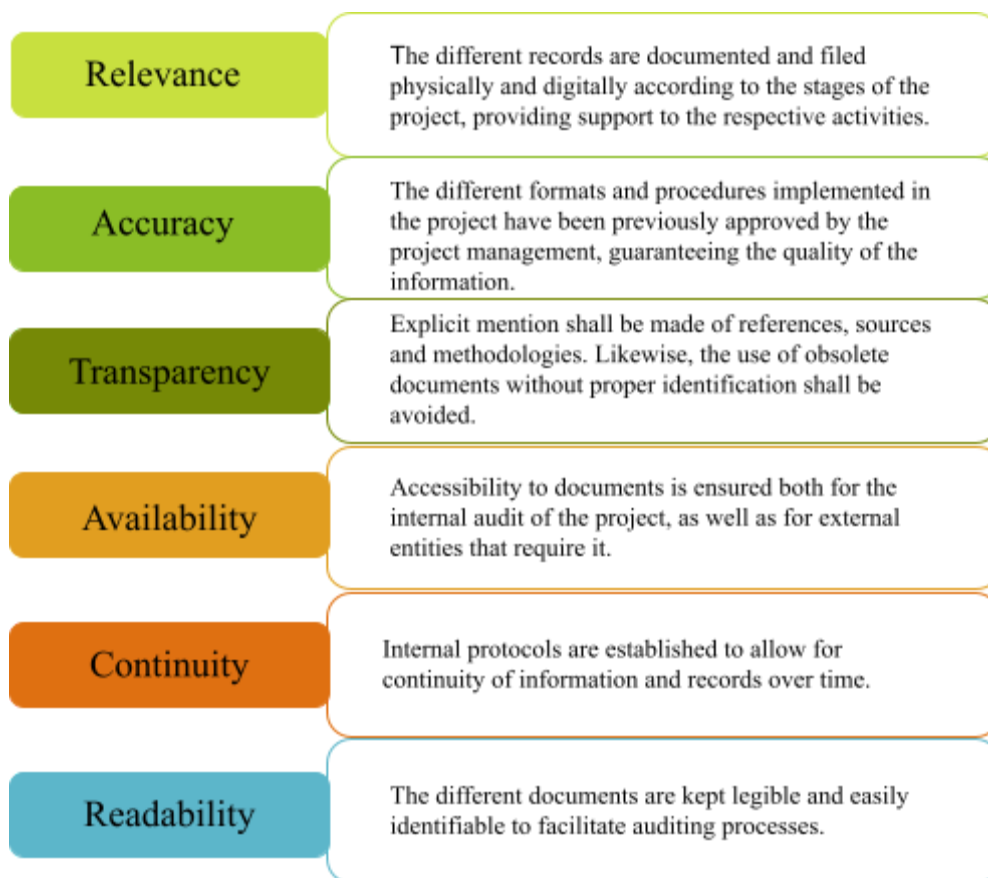 Relevance
The different records are documented and filed
physically and digitally according to the stages of the
project, providing support to the respective activities.
Accuracy
The different formats and procedures implemented in
the project have been previously approved by the
project management, guaranteeing the quality of the
information.
Transparency
Explicit mention shall be made of references, sources
and methodologies. Likewise, the use of obsolete
documents without proper identification shall be
avoided.
Availability
Accessibility to documents is ensured both for the
internal audit of the project, as well as for external
entities that require it.
Continuity
Internal protocols are established to allow for
continuity of information and records over time.
Readability
The different documents are kept legible and easily
identifiable to facilitate auditing processes.